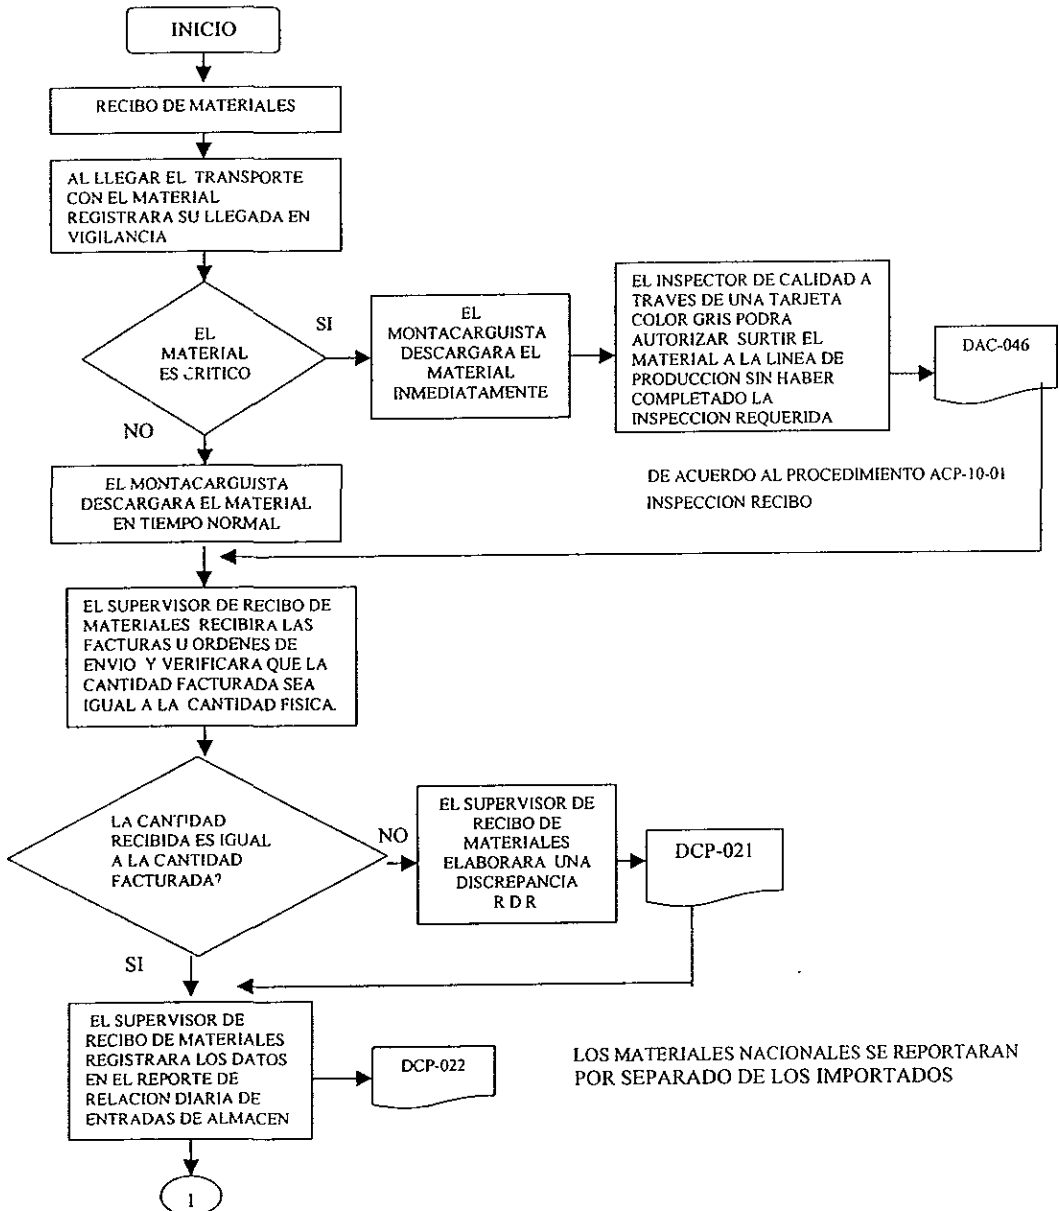 INICIO
RECIBO DE MATERIALES
AL LLEGAR EL TRANSPORTE
CON EL MATERIAL
REGISTRARA SU LLEGADA EN
VIGILANCIA
EL
MATERIAL
ES CRITICO
SI
NO
EL
MONTACARGUISTA
DESCARGARA EL
MATERIAL
INMEDIATAMENTE
EL INSPECTOR DE CALIDAD A
TRAVES DE UNA TARJETA
COLOR GRIS PODRA
AUTORIZAR SURTIR EL
MATERIAL A LA LINEA DE
PRODUCCION SIN HABER
COMPLETADO LA
INSPECCION REQUERIDA
DAC-046
DE ACUERDO AL PROCEDIMIENTO ACP-10-01
INSPECCION RECIBO
EL MONTACARGUISTA
DESCARGARA EL MATERIAL
EN TIEMPO NORMAL
EL SUPERVISOR DE RECIBO DE
MATERIALES RECIBIRA LAS
FACTURAS U ORDENES DE
ENVIO Y VERIFICARA QUE LA
CANTIDAD FACTURADA SEA
IGUAL A LA CANTIDAD FISICA.
LA CANTIDAD
RECIBIDA ES IGUAL
A LA CANTIDAD
FACTURADA?
NO
SI
EL SUPERVISOR DE
RECIBO DE
MATERIALES
ELABORARA UNA
DISCREPANCIA
R D R
DCP-021
EL SUPERVISOR DE
RECIBO DE MATERIALES
REGISTRARA LOS DATOS
EN EL REPORTE DE
RELACION DIARIA DE
ENTRADAS DE ALMACEN
DCP-022
LOS MATERIALES NACIONALES SE REPORTARAN
POR SEPARADO DE LOS IMPORTADOS
1